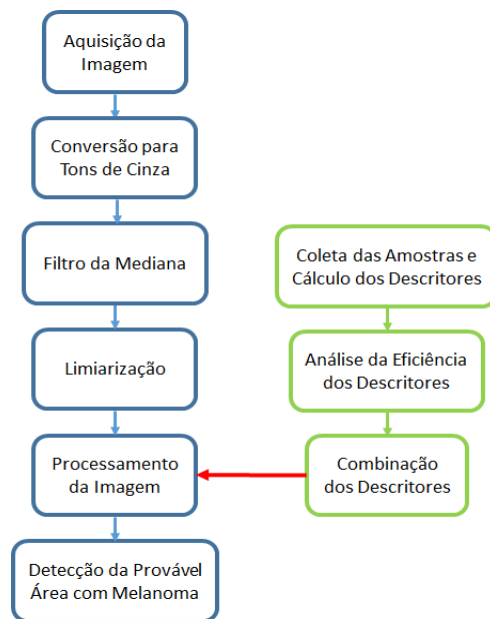 Aquisição da
Imagem
Conversão para
Tons de Cinza
Filtro da Mediana
Limiarização
Processamento
da Imagem
Detecção da Provável
Área com Melanoma
Coleta das Amostras e
Cálculo dos Descritores
Análise da Eficiência
dos Descritores
Combinação
dos Descritores